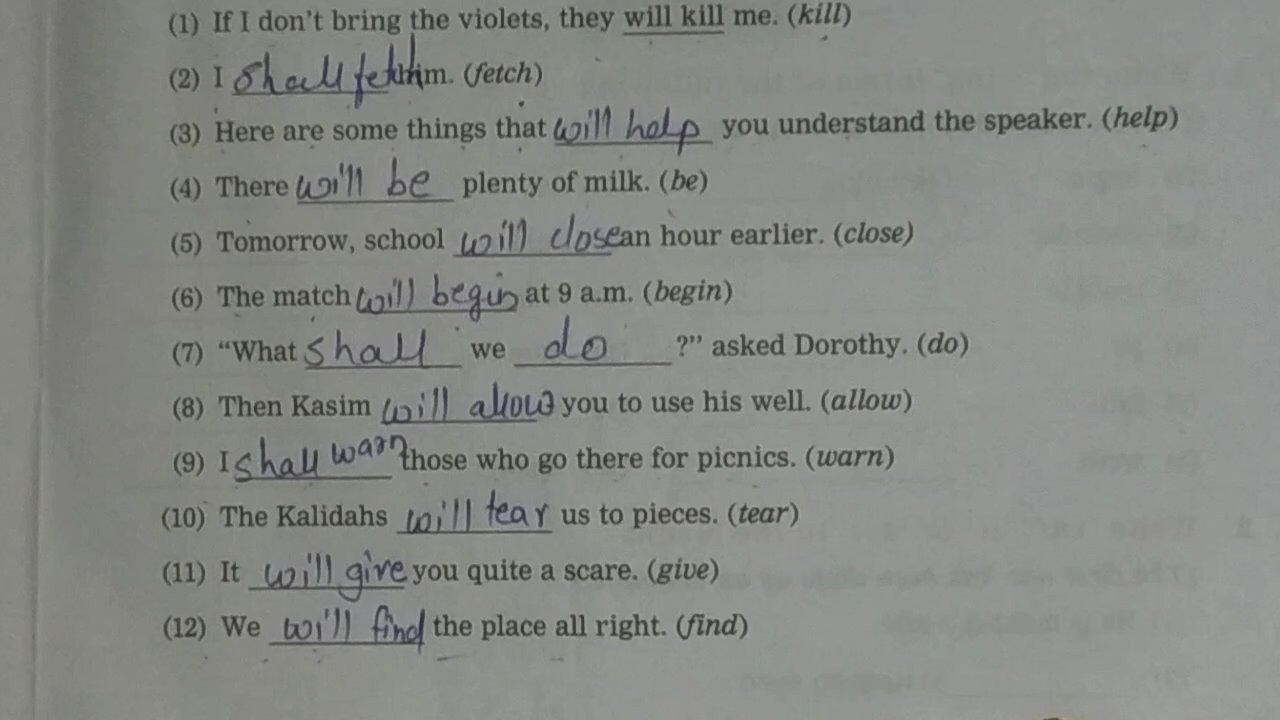 (1) If I don't bring the violets, they will kill me. (kill)
(2) I shall fetch him. (fetch)
(3) Here are some things that will help you understand the speaker. (help)
(4) There will be plenty of milk. (be)
(5) Tomorrow, school will close an hour earlier. (close)
(6) The match will begin at 9 a.m. (begin)
(7) "What shall we do ?" asked Dorothy. (do)
(8) Then Kasim will allow you to use his well. (allow)
(9) I shall warn those who go there for picnics. (warn)
(10) The Kalidahs will tear us to pieces. (tear)
(11) It will give you quite a scare. (give)
(12) We will find the place all right. (find)